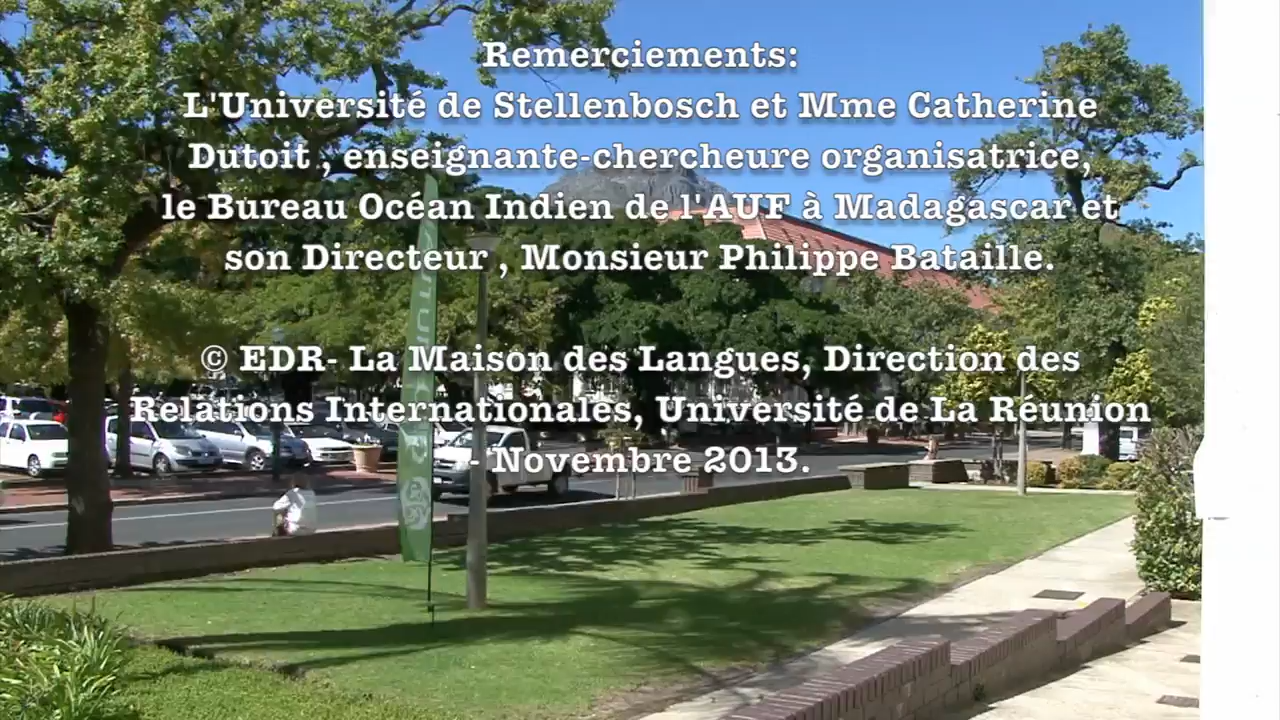 Remerciements:
L'Université de Stellenbosch et Mme Catherine
Dutoit , enseignante-chercheure organisatrice,
le Bureau Océan Indien de l'AUF à Madagascar et
son Directeur , Monsieur Philippe Bataille.
© EDR- La Maison des Langues, Direction des
Relations Internationales, Université de La Réunion
- Novembre 2013.